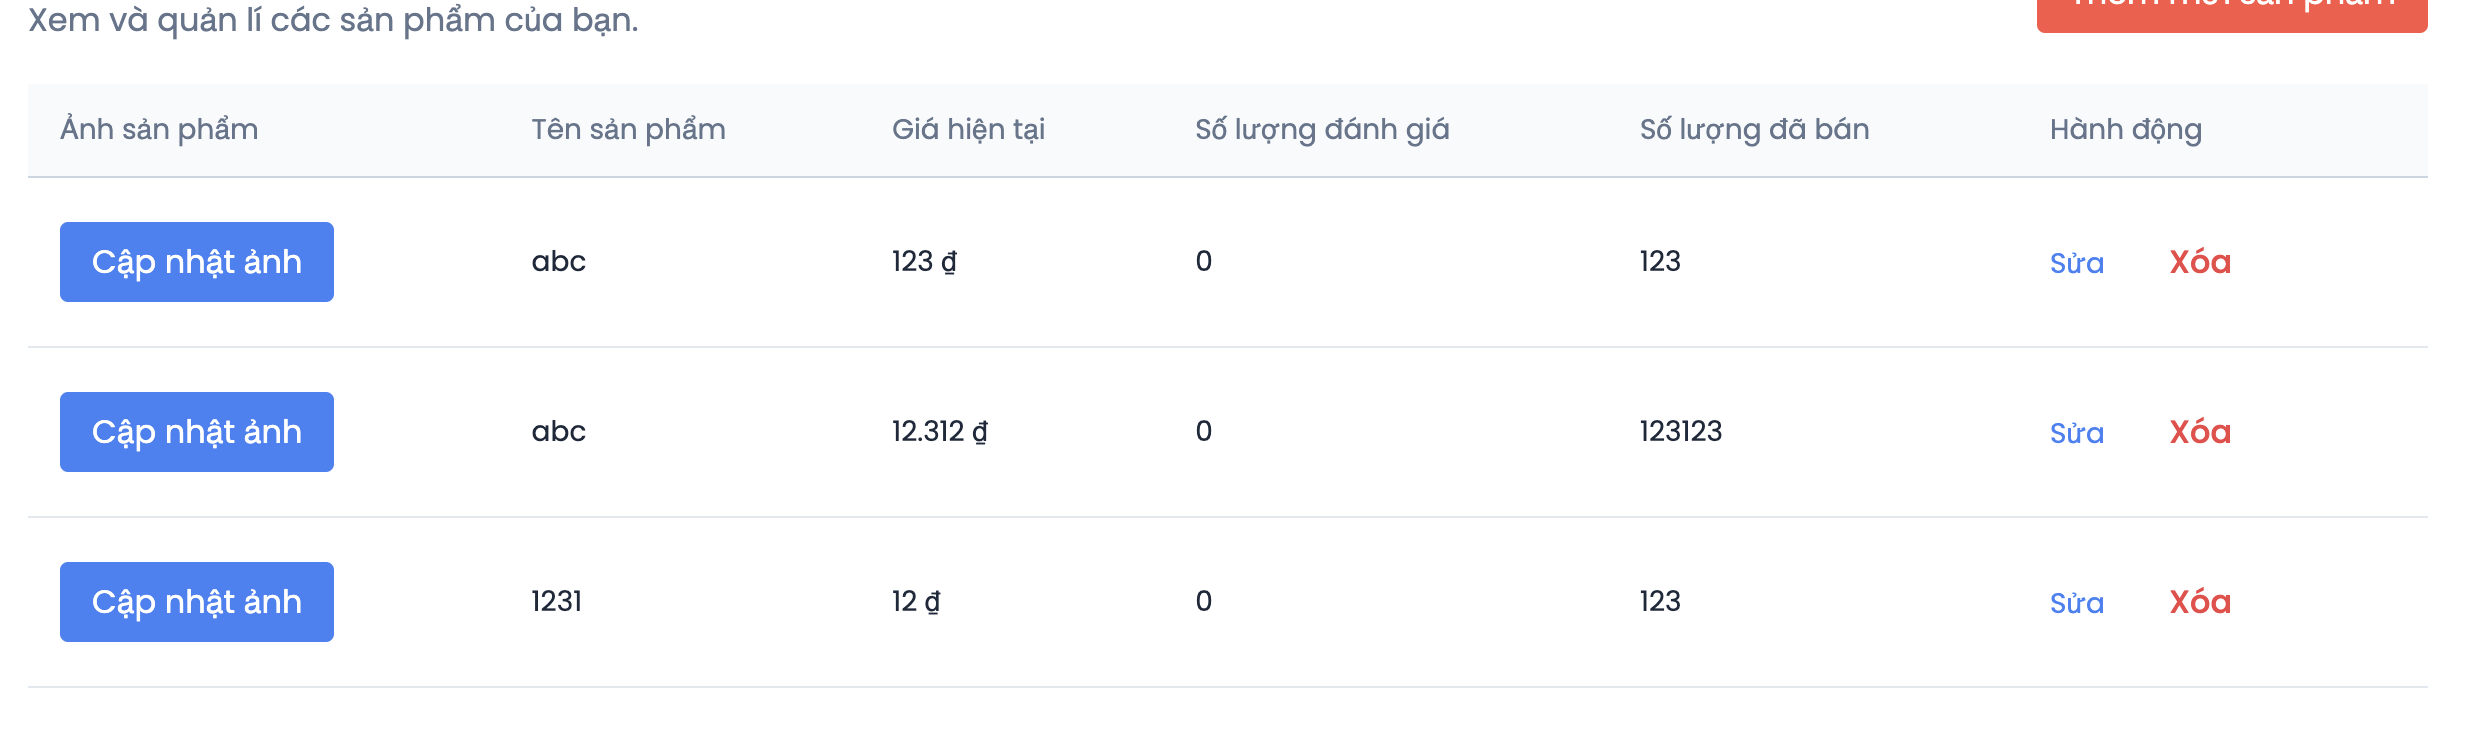 Xem và quản lí các sản phẩm của bạn.
Ảnh sản phẩm Tên sản phẩm Giá hiện tại Số lượng đánh giá Số lượng đã bán Hành động
Cập nhật ảnh abc 123 ₫ 0 123 Sửa Xóa
Cập nhật ảnh abc 12.312 ₫ 0 123123 Sửa Xóa
Cập nhật ảnh 1231 12 ₫ 0 123 Sửa Xóa